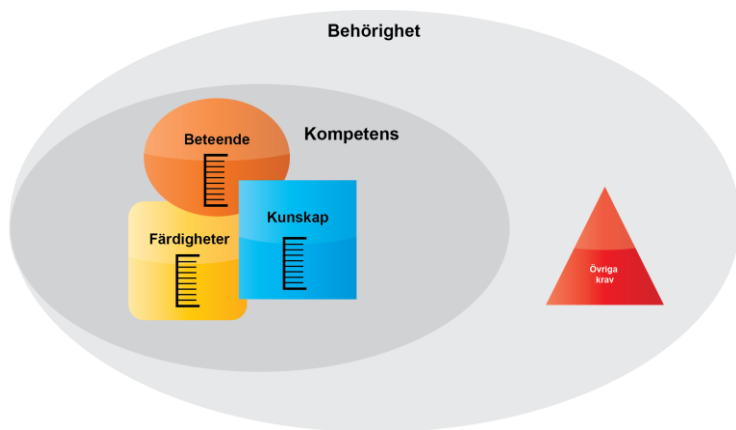 Behörighet
Kompetens
Beteende
Kunskap
Färdigheter
Övriga
krav